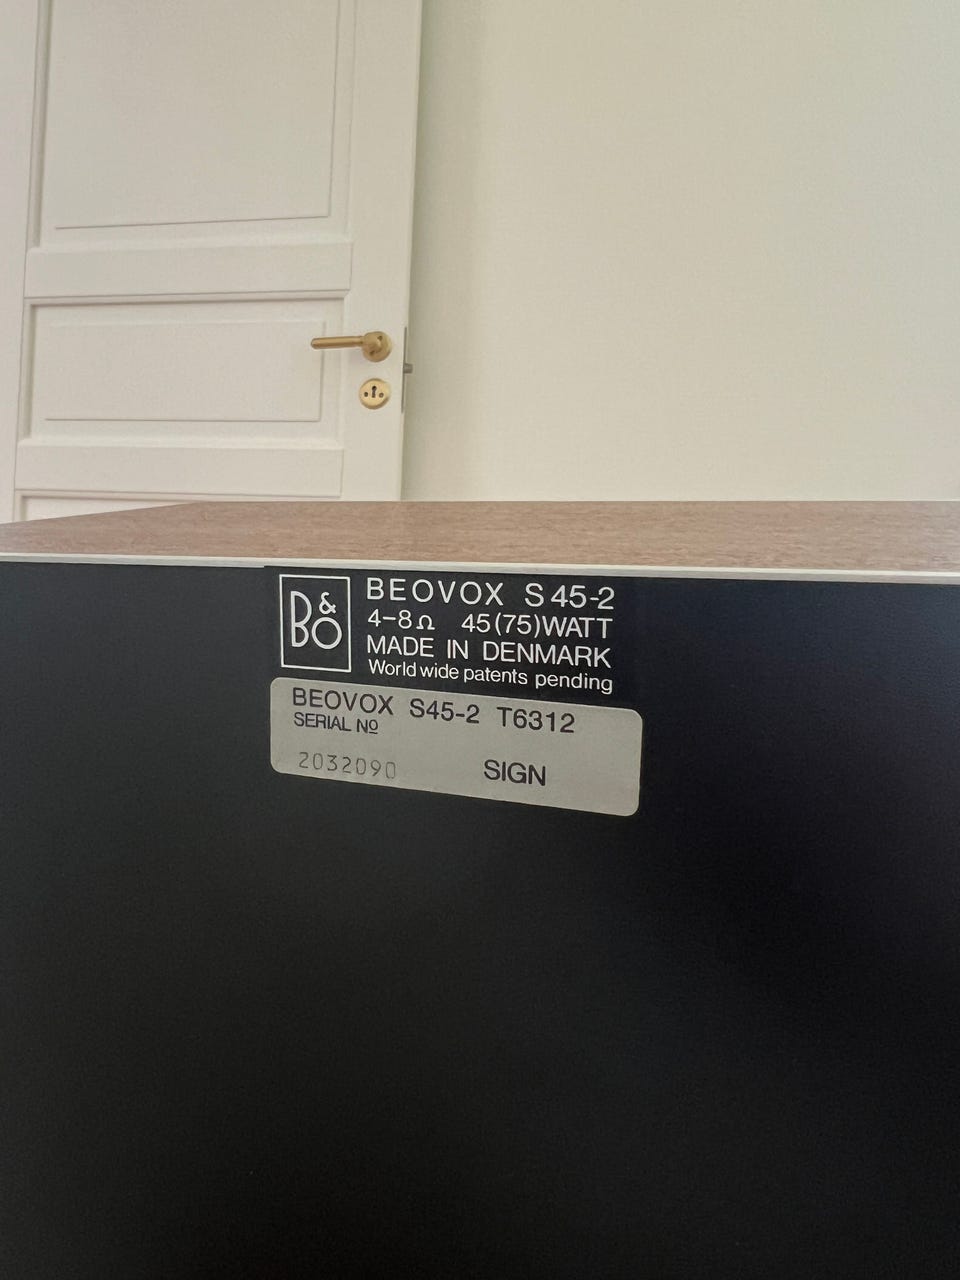 B&O
BEOVOX S45-2
4-8Ω 45(75)WATT
MADE IN DENMARK
World wide patents pending
BEOVOX S45-2 T6312
SERIAL Nº
2032090 SIGN